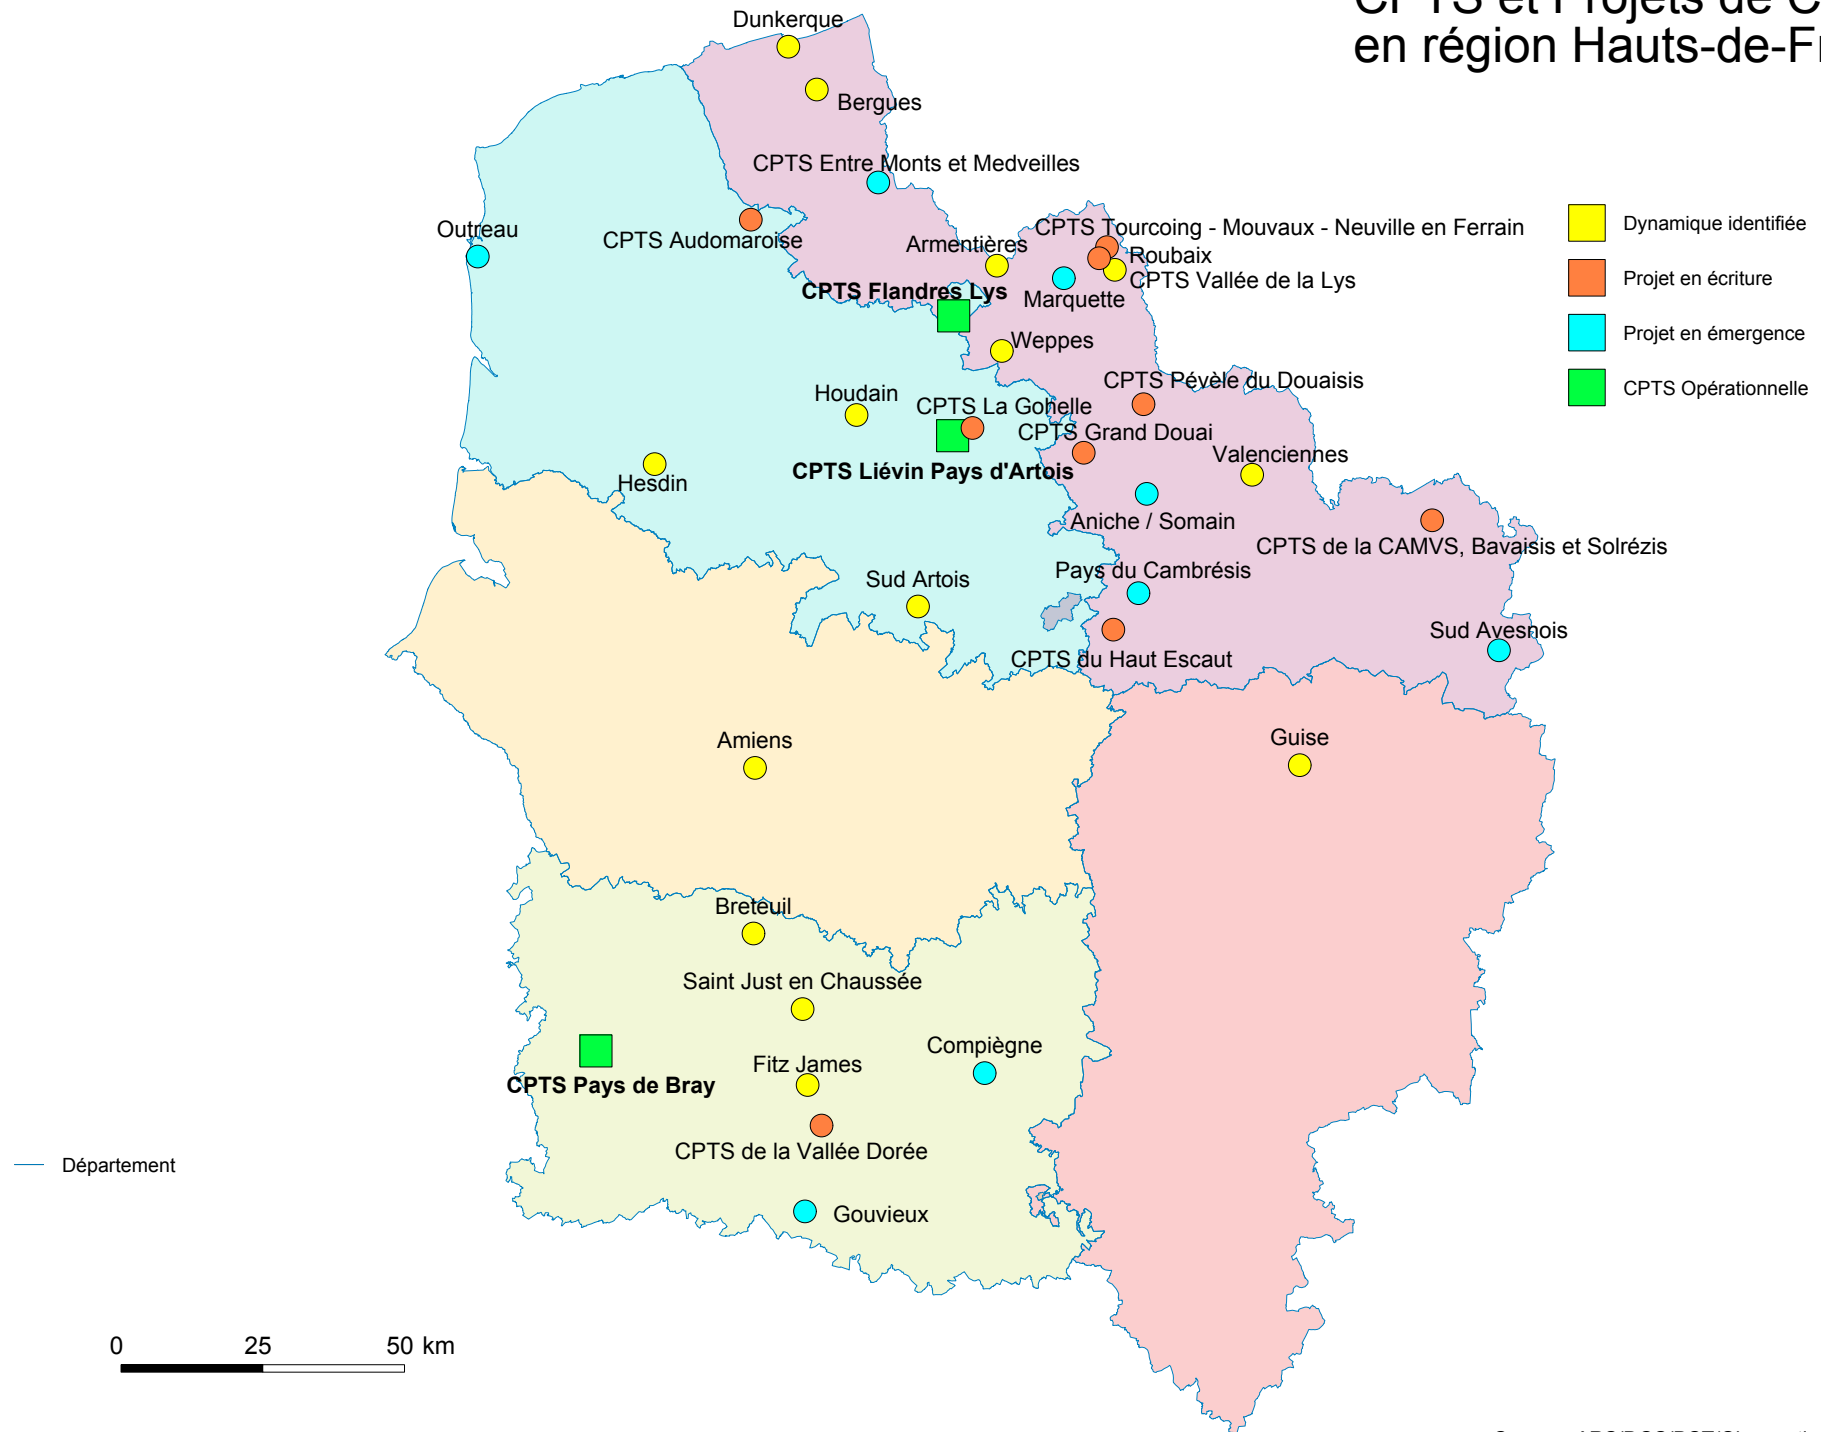 CPTS et Projets de C
en région Hauts-de-Fr
Dunkerque
Bergues
CPTS Entre Monts et Medveilles
Outreau
CPTS Audomaroise
Armentières
CPTS Tourcoing - Mouvaux - Neuville en Ferrain
Roubaix
CPTS Vallée de la Lys
Marquette
CPTS Flandres Lys
Weppes
Dynamique identifiée
Projet en écriture
Projet en émergence
CPTS Opérationnelle
CPTS Pévèle du Douaisis
Houdain
CPTS La Gohelle
CPTS Grand Douai
Valenciennes
CPTS Liévin Pays d'Artois
Hesdin
Aniche / Somain
CPTS de la CAMVS, Bavaisis et Solrézis
Pays du Cambrésis
Sud Artois
Sud Avesnois
CPTS du Haut Escaut
Amiens
Guise
Breteuil
Saint Just en Chaussée
Compiègne
Fitz James
CPTS Pays de Bray
CPTS de la Vallée Dorée
Département
Gouvieux
0 25 50 km